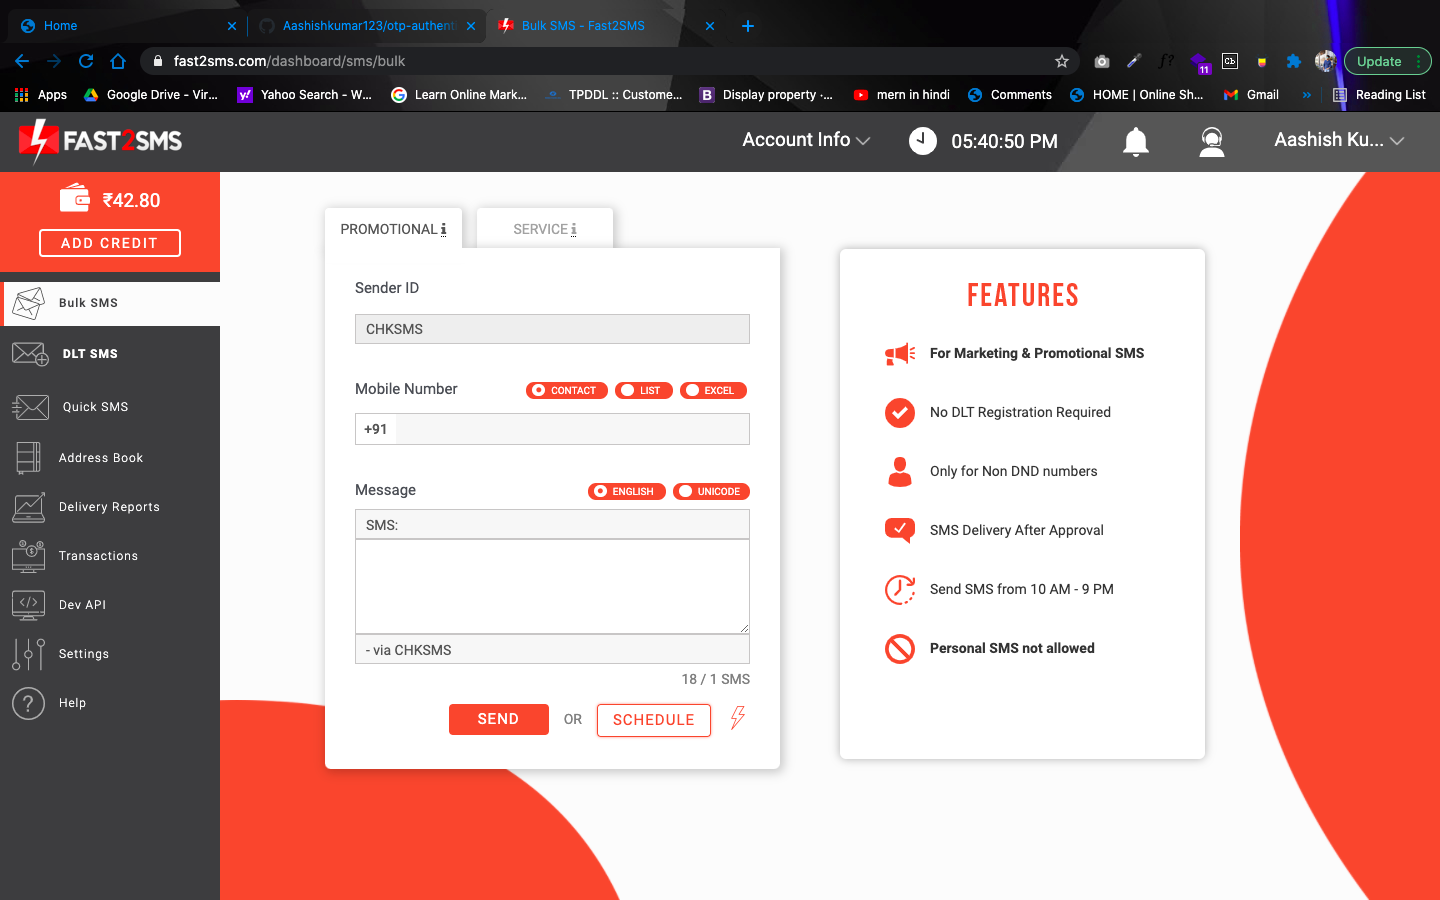 Home
Aashishkumar123/otp-authent
Bulk SMS - Fast2SMS
fast2sms.com/dashboard/sms/bulk
11
Update
Apps
Google Drive - Vir...
Yahoo Search - W...
Learn Online Mark...
TPDDL :: Custome...
B
Display property -...
mern in hindi
Comments
HOME | Online Sh...
Gmail
»
Reading List
FAST2SMS
Account Info
05:40:50 PM
Aashish Ku...
₹42.80
ADD CREDIT
Bulk SMS
DLT SMS
Quick SMS
Address Book
Delivery Reports
Transactions
Dev API
Settings
Help
PROMOTIONAL i
SERVICE i
Sender ID
CHKSMS
Mobile Number
CONTACT
LIST
EXCEL
+91
Message
ENGLISH
UNICODE
SMS:
- via CHKSMS
18 / 1 SMS
SEND
OR
SCHEDULE
FEATURES
For Marketing & Promotional SMS
No DLT Registration Required
Only for Non DND numbers
SMS Delivery After Approval
Send SMS from 10 AM - 9 PM
Personal SMS not allowed